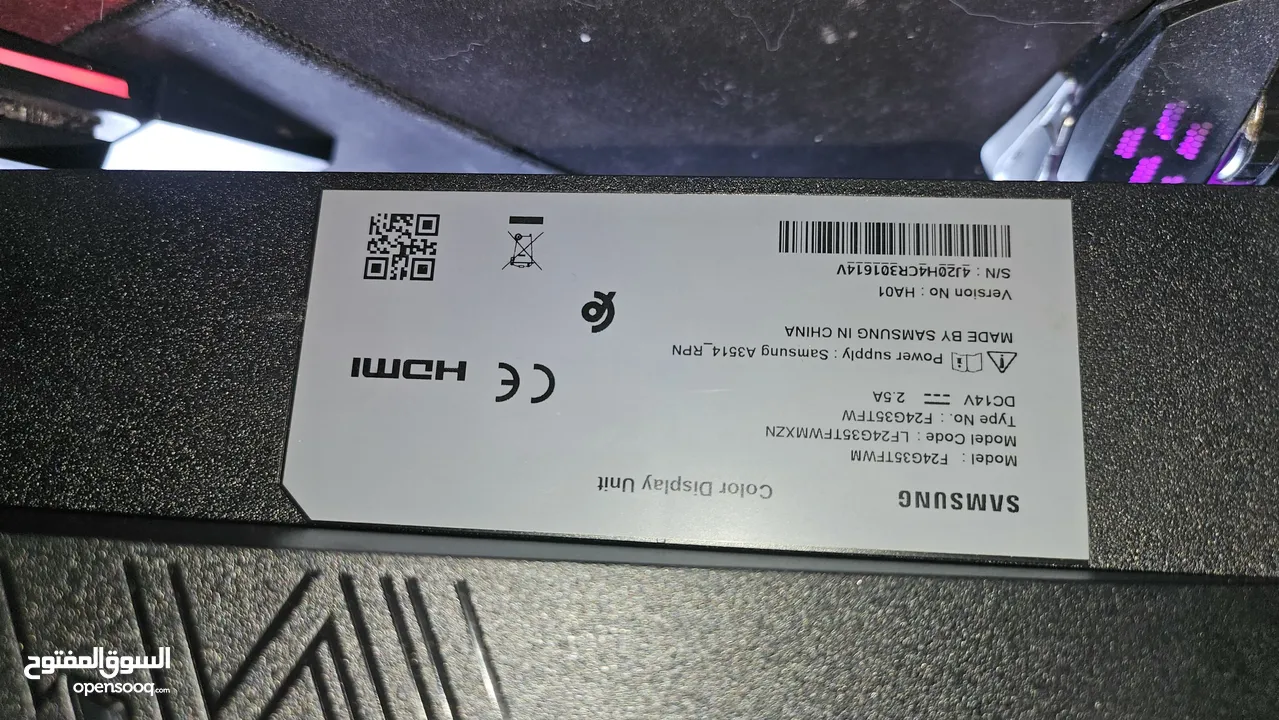 SAMSUNG
Color Display Unit
Model : F24G35TFWM
Model Code : LF24G35TFWMXZN
Type No. : F24G35TFW
DC14V 2.5A
Power supply : Samsung A3514_RPN
MADE BY SAMSUNG IN CHINA
Version No : HA01
S/N : 4J20H4CR301614V
CE
HDMI
السوق المفتوح
opensooq.com